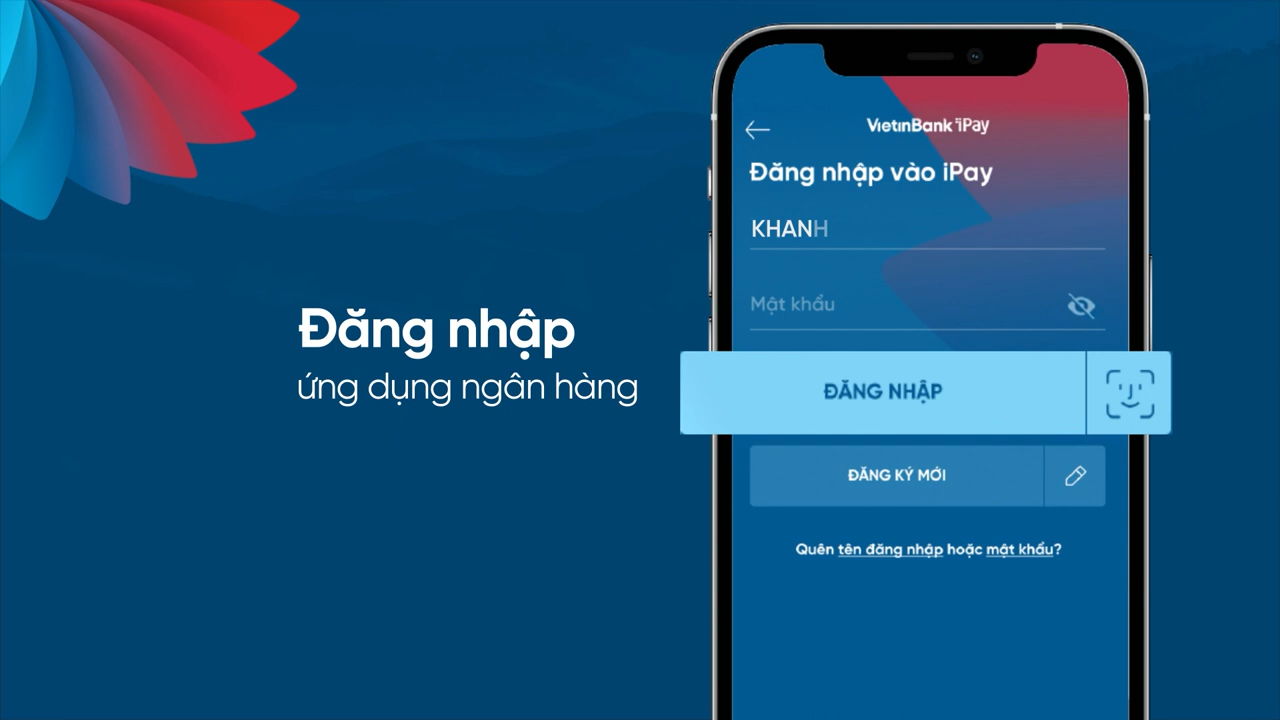 Đăng nhập
ứng dụng ngân hàng
VietinBank iPay
Đăng nhập vào iPay
KHANH
Mật khẩu
ĐĂNG NHẬP
ĐĂNG KÝ MỚI
Quên tên đăng nhập hoặc mật khẩu?